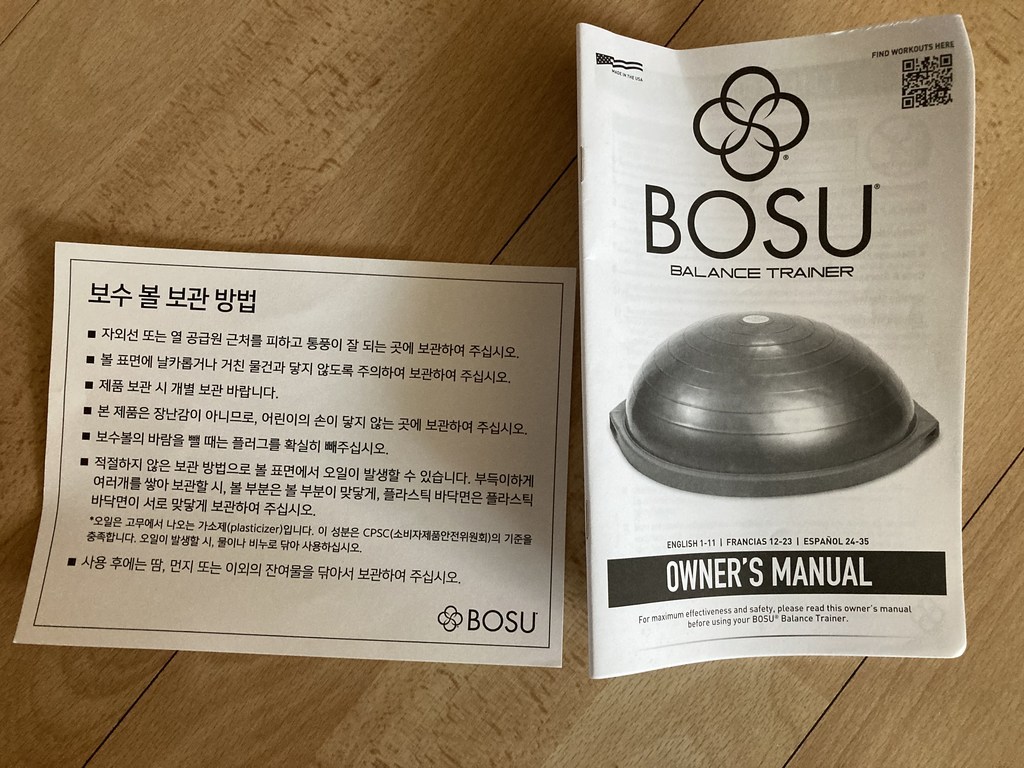 보수 볼 보관 방법
■ 자외선 또는 열 공급원 근처를 피하고 통풍이 잘 되는 곳에 보관하여 주십시오.
■ 볼 표면에 날카롭거나 거친 물건과 닿지 않도록 주의하여 보관하여 주십시오.
■ 제품 보관 시 개별 보관 바랍니다.
■ 본 제품은 장난감이 아니므로, 어린이의 손이 닿지 않는 곳에 보관하여 주십시오.
■ 보수볼의 바람을 뺄 때는 플러그를 확실히 빼주십시오.
■ 적절하지 않은 보관 방법으로 볼 표면에서 오일이 발생할 수 있습니다. 부득이하게
여러개를 쌓아 보관할 시, 볼 부분은 볼 부분이 맞닿게, 플라스틱 바닥면은 플라스틱
바닥면이 서로 맞닿게 보관하여 주십시오.
*오일은 고무에서 나오는 가소제(plasticizer)입니다. 이 성분은 CPSC(소비자제품안전위원회)의 기준을
충족합니다. 오일이 발생할 시, 물이나 비누로 닦아 사용하십시오.
■ 사용 후에는 땀, 먼지 또는 이외의 잔여물을 닦아서 보관하여 주십시오.
BOSU
MADE IN THE USA
FIND WORKOUTS HERE
BOSU®
BALANCE TRAINER
ENGLISH 1-11 | FRANCIAS 12-23 | ESPAÑOL 24-35
OWNER'S MANUAL
For maximum effectiveness and safety, please read this owner's manual
before using your BOSU® Balance Trainer.